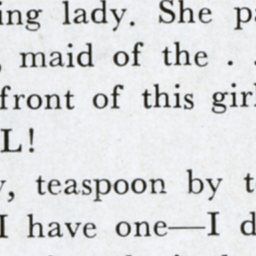 ing lady. She pa
, maid of the . .
front of this girl
L!
y, teaspoon by t
I have one—I d